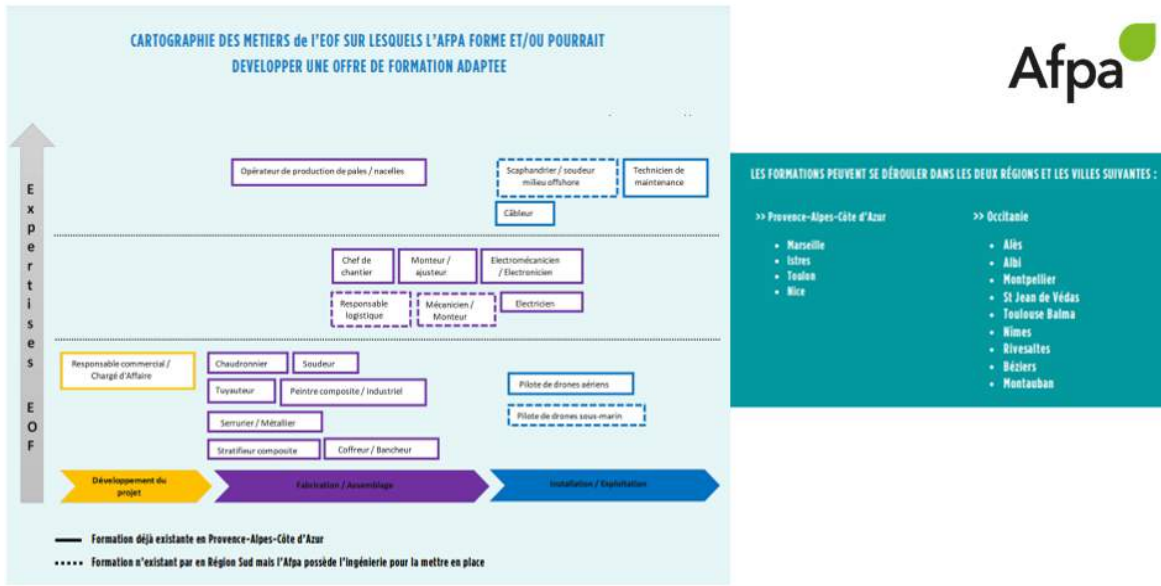 CARTOGRAPHIE DES METIERS de l'EOF SUR LESQUELS L'AFPA FORME ET/OU POURRAIT
DEVELOPPER UNE OFFRE DE FORMATION ADAPTEE
Afpa
Expertises EOF
Opérateur de production de pales / nacelles
Scaphandrier / soudeur
milieu offshore
Technicien de
maintenance
Câbleur
Chef de
chantier
Monteur /
ajusteur
Electromécanicien
/ Electronicien
Responsable
logistique
Mécanicien /
Monteur
Electricien
Responsable commercial /
Chargé d'Affaire
Chaudronnier
Soudeur
Tuyauteur
Peintre composite / industriel
Serrurier / Métallier
Stratifieur composite
Coffreur / Bancheur
Pilote de drones aériens
Pilote de drones sous-marin
Développement du
projet
Fabrication / Assemblage
Installation / Exploitation
Formation déjà existante en Provence-Alpes-Côte d'Azur
Formation n'existant par en Région Sud mais l'Afpa possède l'ingénierie pour la mettre en place
LES FORMATIONS PEUVENT SE DÉROULER DANS LES DEUX RÉGIONS ET LES VILLES SUIVANTES :
>> Provence-Alpes-Côte d'Azur
• Marseille
• Istres
• Toulon
• Nice
>> Occitanie
• Alès
• Albi
• Montpellier
• St Jean de Védas
• Toulouse Balma
• Nîmes
• Rivesaltes
• Béziers
• Montauban